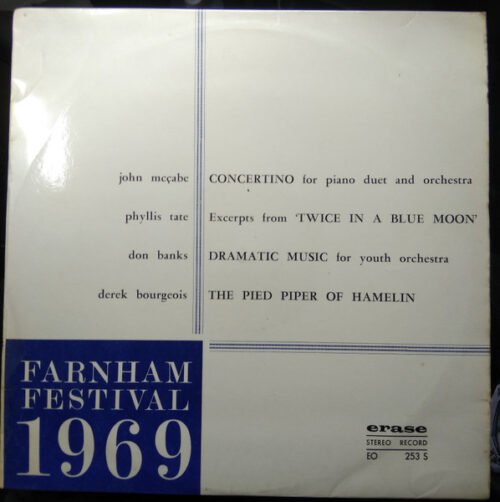 john mcçabe CONCERTINO for piano duet and orchestra
phyllis tate Excerpts from 'TWICE IN A BLUE MOON'
don banks DRAMATIC MUSIC for youth orchestra
derek bourgeois THE PIED PIPER OF HAMELIN
FARNHAM
FESTIVAL
1969
erase
STEREO RECORD
EO 253 S